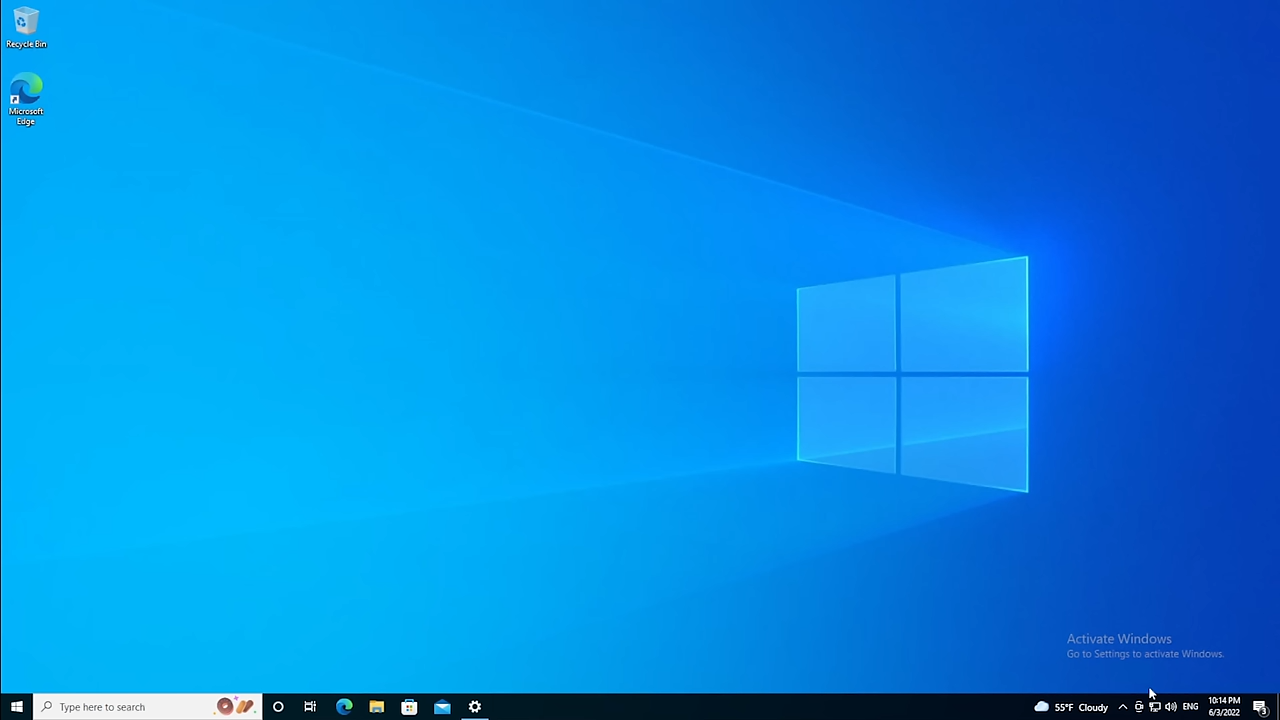 Recycle Bin
Microsoft
Edge
Activate Windows
Go to Settings to activate Windows.
Type here to search
55°F Cloudy
ENG
10:14 PM
6/3/2022
3